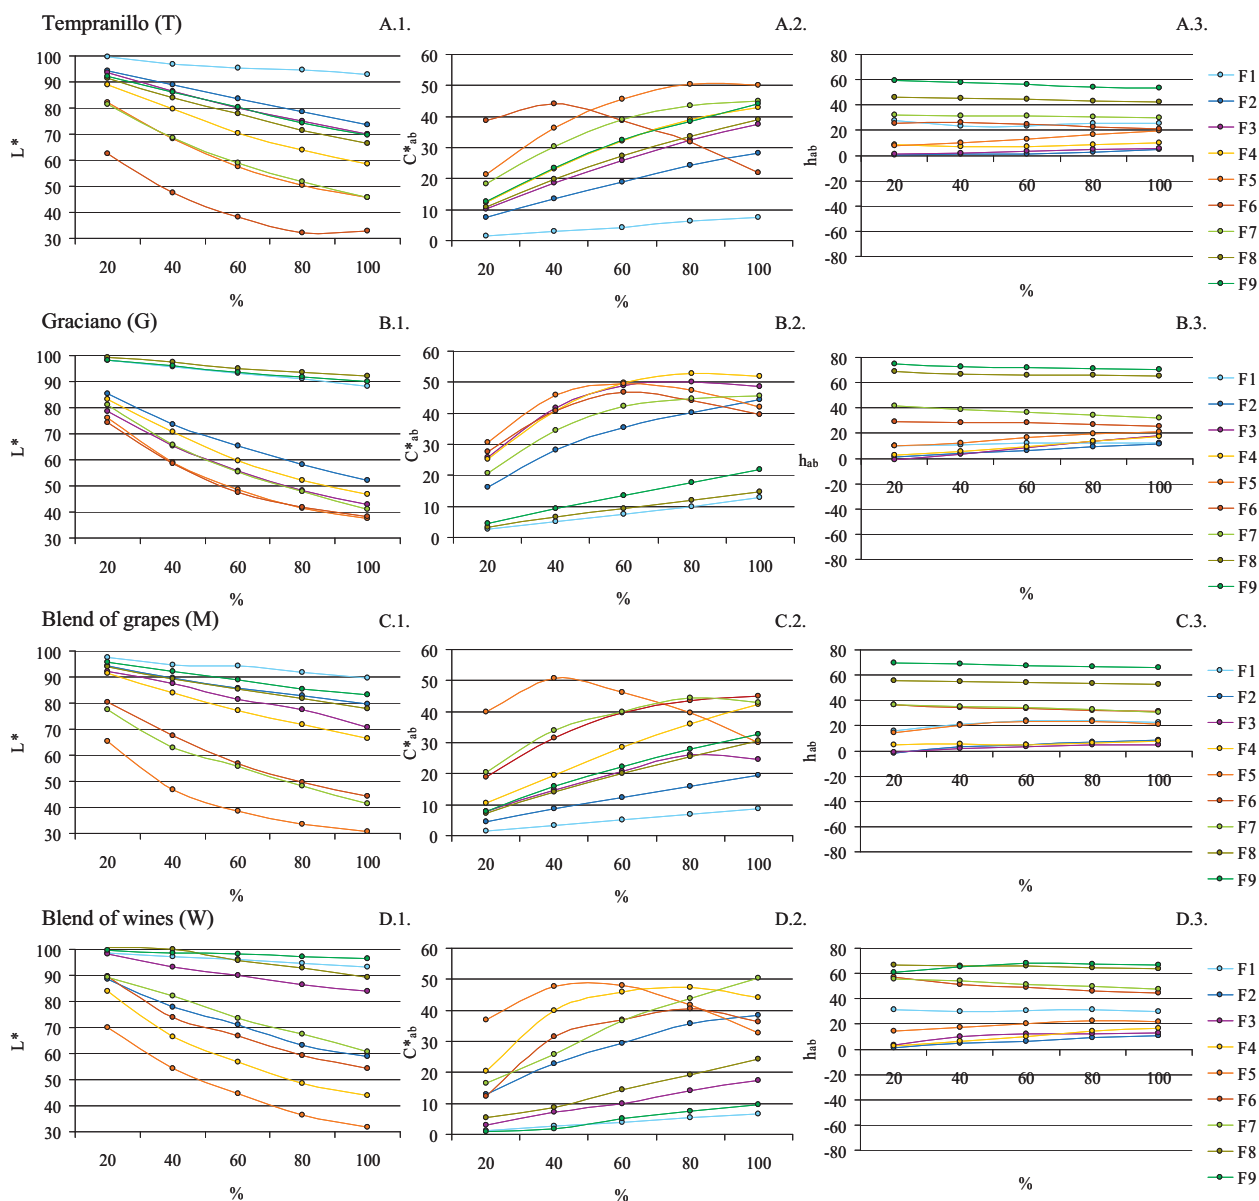 Tempranillo (T)
A.1.
A.2.
A.3.
100
90
80
70
60
50
40
30
L*
20 40 60 80 100
%
60
50
40
30
20
10
0
C*ab
20 40 60 80 100
%
80
60
40
20
0
-20
-40
-60
-80
hab
20 40 60 80 100
%
F1
F2
F3
F4
F5
F6
F7
F8
F9
Graciano (G)
B.1.
B.2.
B.3.
100
90
80
70
60
50
40
30
L*
20 40 60 80 100
%
60
50
40
30
20
10
0
C*ab
20 40 60 80 100
%
80
60
40
20
0
-20
-40
-60
-80
hab
20 40 60 80 100
%
F1
F2
F3
F4
F5
F6
F7
F8
F9
Blend of grapes (M)
C.1.
C.2.
C.3.
100
90
80
70
60
50
40
30
L*
20 40 60 80 100
%
60
50
40
30
20
10
0
C*ab
20 40 60 80 100
%
80
60
40
20
0
-20
-40
-60
-80
hab
20 40 60 80 100
%
F1
F2
F3
F4
F5
F6
F7
F8
F9
Blend of wines (W)
D.1.
D.2.
D.3.
100
90
80
70
60
50
40
30
L*
20 40 60 80 100
%
60
50
40
30
20
10
0
C*ab
20 40 60 80 100
%
80
60
40
20
0
-20
-40
-60
-80
hab
20 40 60 80 100
%
F1
F2
F3
F4
F5
F6
F7
F8
F9